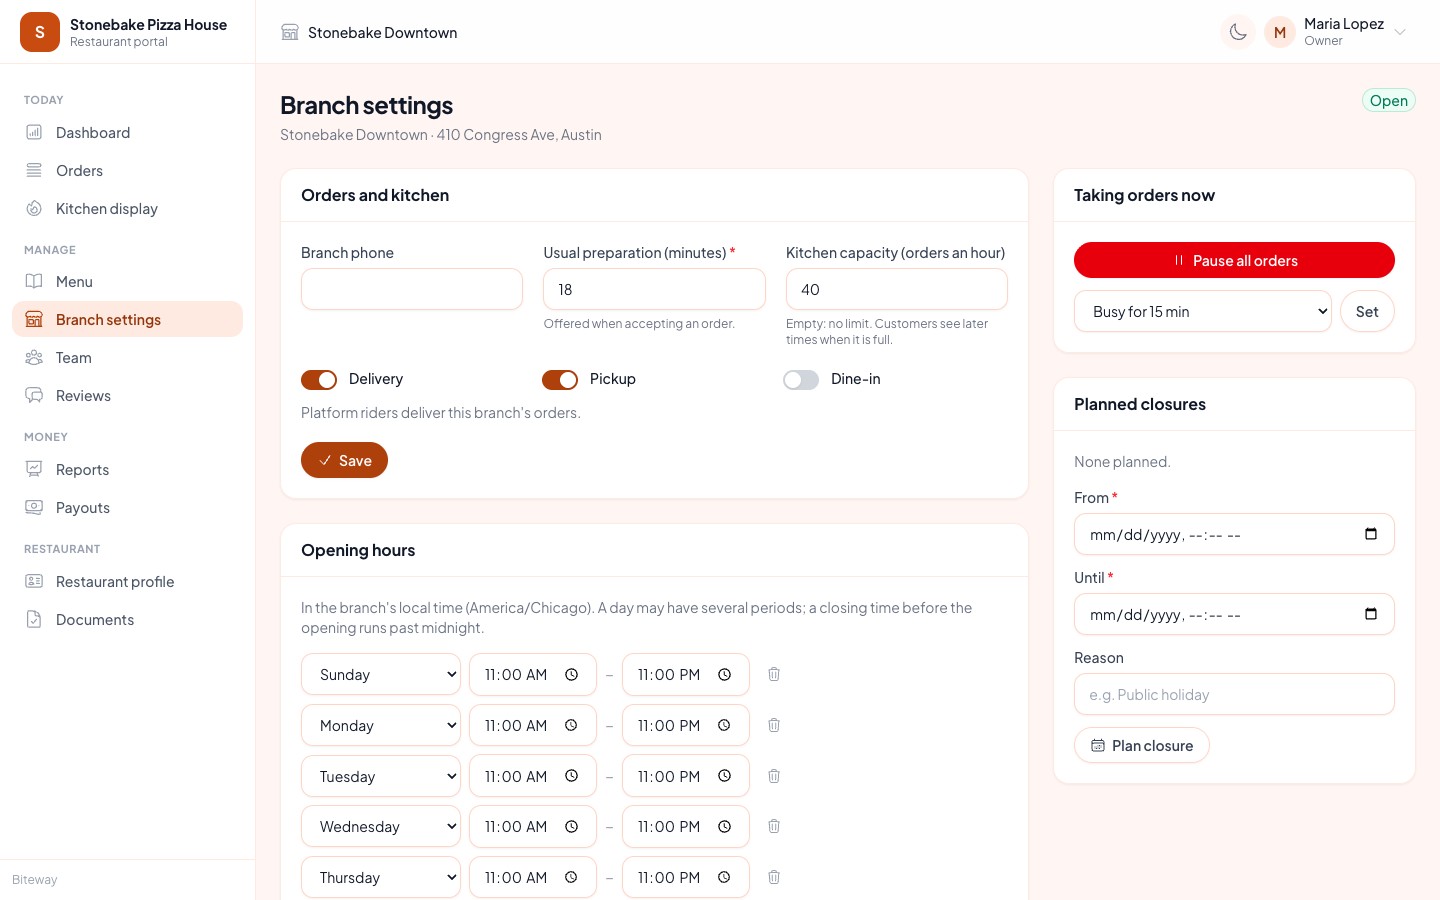 S
Stonebake Pizza House
Restaurant portal
Stonebake Downtown
M
Maria Lopez
Owner
TODAY
Dashboard
Orders
Kitchen display
MANAGE
Menu
Branch settings
Team
Reviews
MONEY
Reports
Payouts
RESTAURANT
Restaurant profile
Documents
Biteway
Branch settings
Stonebake Downtown · 410 Congress Ave, Austin
Open
Orders and kitchen
Branch phone
Usual preparation (minutes) *
18
Offered when accepting an order.
Kitchen capacity (orders an hour)
40
Empty: no limit. Customers see later
times when it is full.
Delivery
Pickup
Dine-in
Platform riders deliver this branch's orders.
Save
Opening hours
In the branch's local time (America/Chicago). A day may have several periods; a closing time before the
opening runs past midnight.
Sunday 11:00 AM – 11:00 PM
Monday 11:00 AM – 11:00 PM
Tuesday 11:00 AM – 11:00 PM
Wednesday 11:00 AM – 11:00 PM
Thursday 11:00 AM – 11:00 PM
Taking orders now
Pause all orders
Busy for 15 min
Set
Planned closures
None planned.
From *
mm/dd/yyyy, --:-- --
Until *
mm/dd/yyyy, --:-- --
Reason
e.g. Public holiday
Plan closure